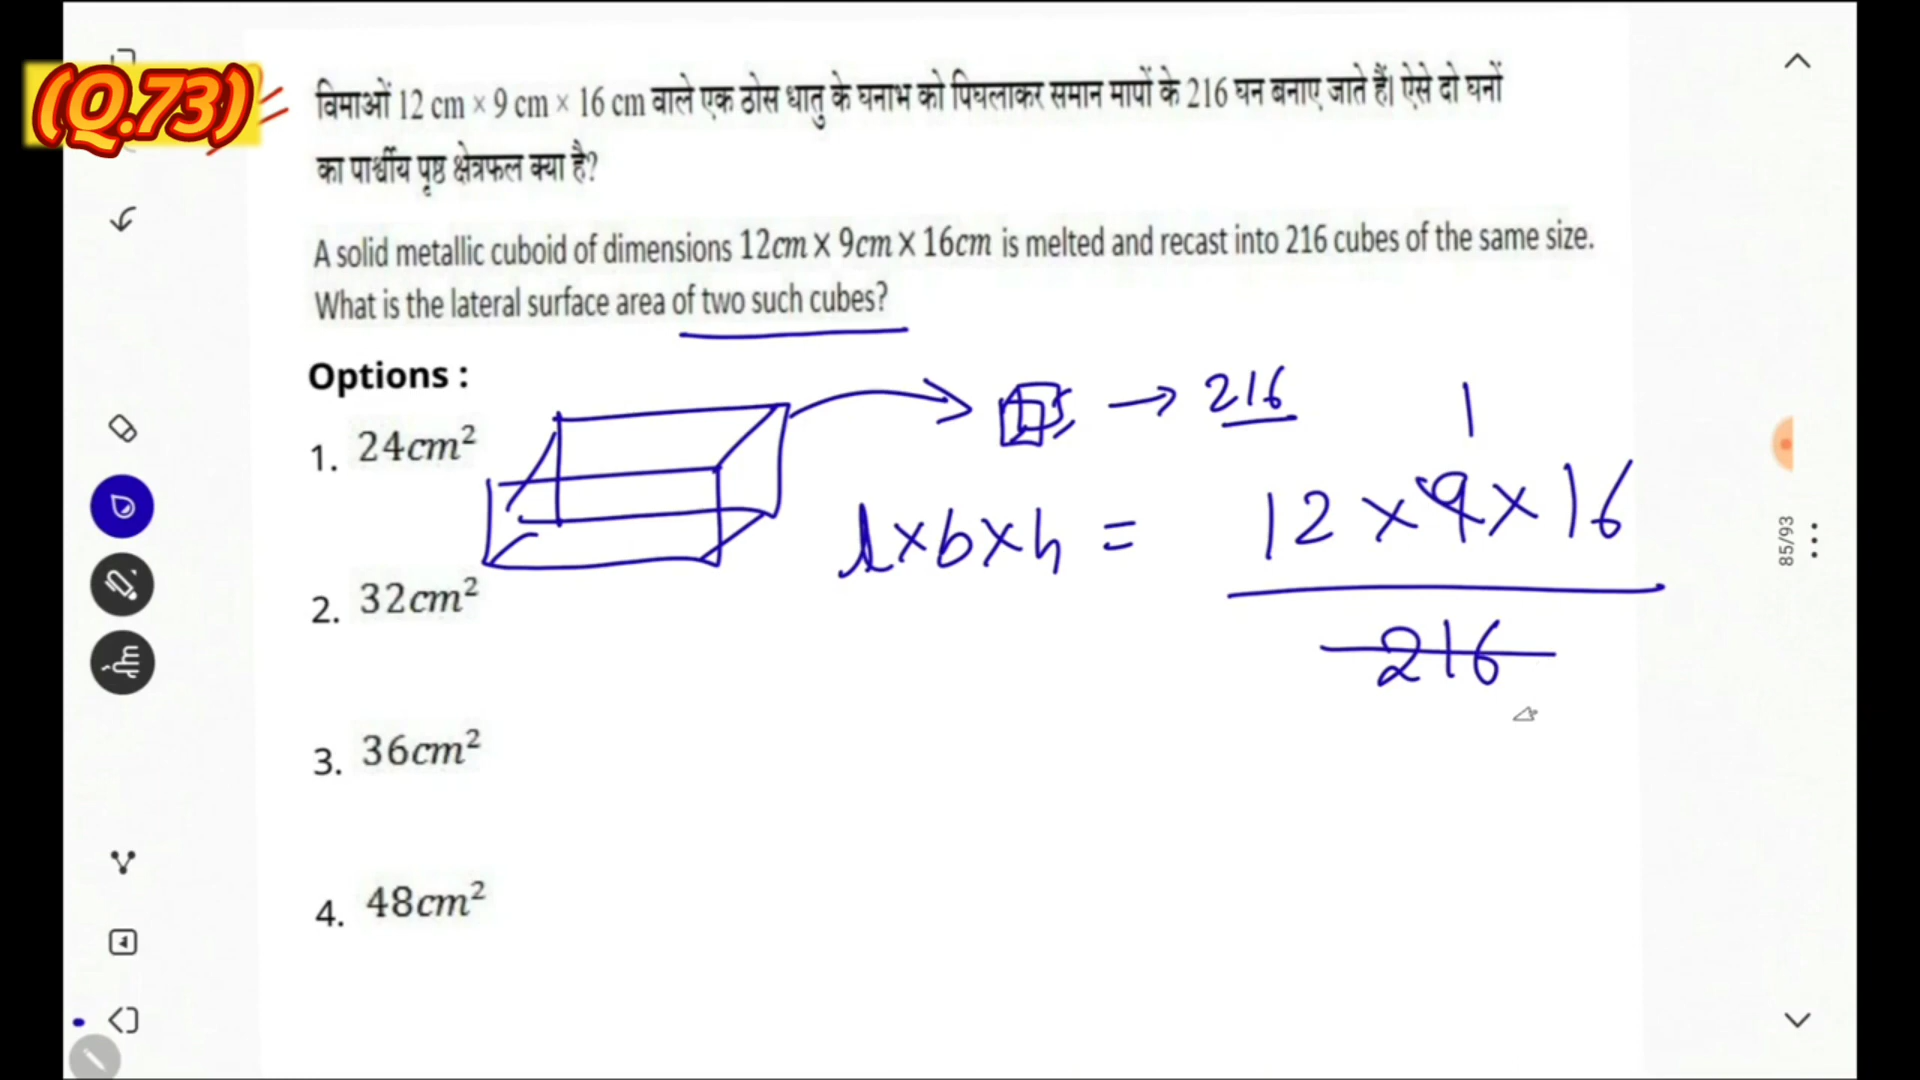 (Q.73)
विमाओं 12 cm × 9 cm × 16 cm वाले एक ठोस धातु के घनाभ को पिघलाकर समान मापों के 216 घन बनाए जाते हैं। ऐसे दो घनों
का पार्श्वीय पृष्ठ क्षेत्रफल क्या है?
A solid metallic cuboid of dimensions 12cm × 9cm × 16cm is melted and recast into 216 cubes of the same size.
What is the lateral surface area of two such cubes?
Options :
→ 216
1
1. 24cm²
l×b×h = 12 × 9 × 16
216
2. 32cm²
3. 36cm²
4. 48cm²
85/93